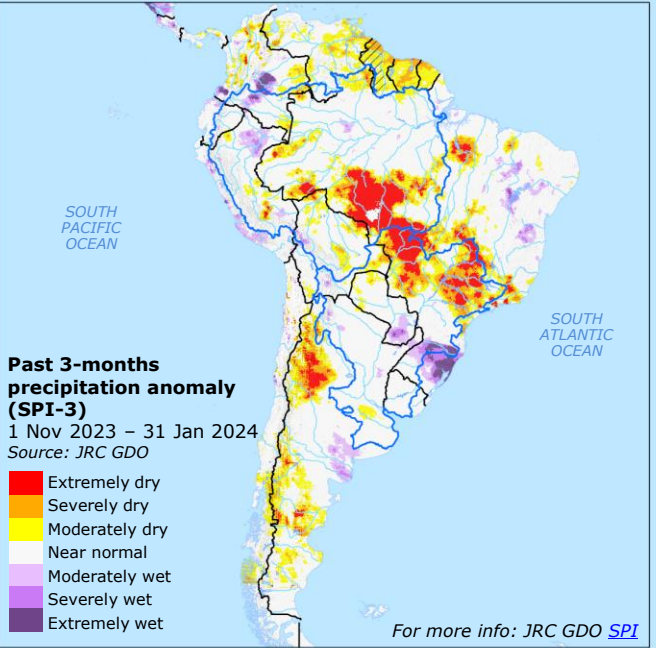 SOUTH
PACIFIC
OCEAN
SOUTH
ATLANTIC
OCEAN
Past 3-months
precipitation anomaly
(SPI-3)
1 Nov 2023 – 31 Jan 2024
Source: JRC GDO
Extremely dry
Severely dry
Moderately dry
Near normal
Moderately wet
Severely wet
Extremely wet
For more info: JRC GDO SPI